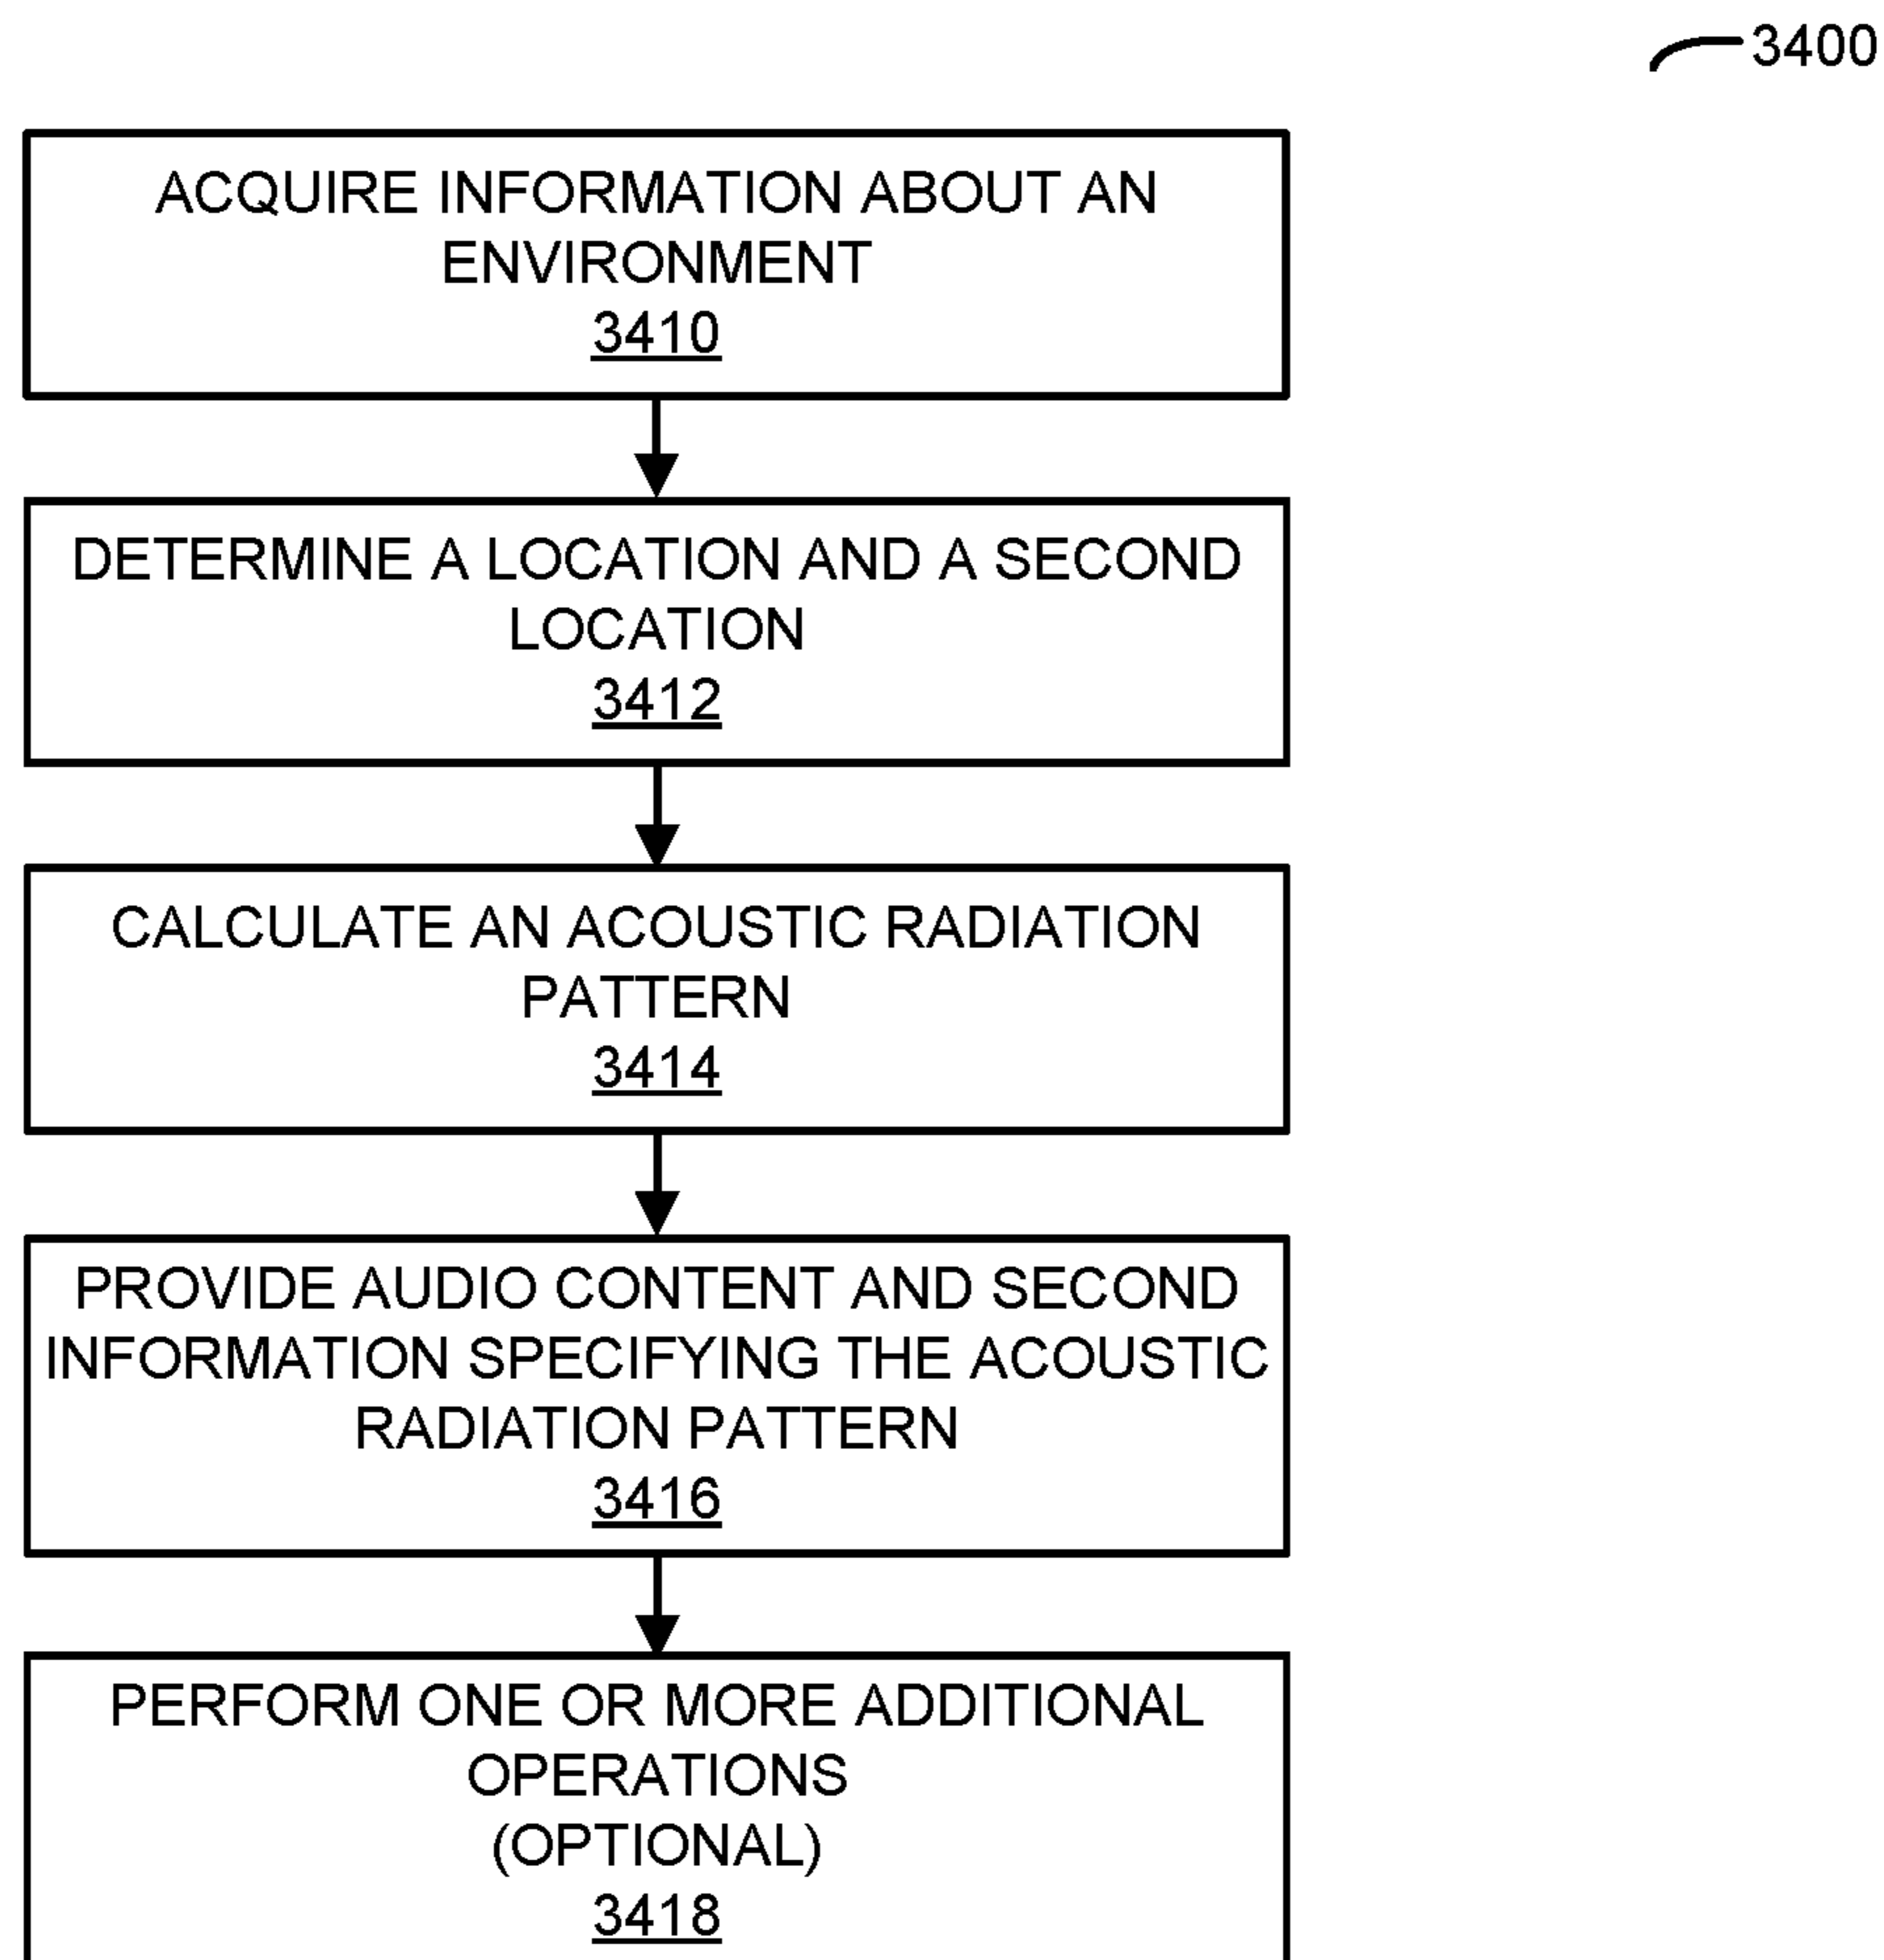 3400
ACQUIRE INFORMATION ABOUT AN
ENVIRONMENT
3410
DETERMINE A LOCATION AND A SECOND
LOCATION
3412
CALCULATE AN ACOUSTIC RADIATION
PATTERN
3414
PROVIDE AUDIO CONTENT AND SECOND
INFORMATION SPECIFYING THE ACOUSTIC
RADIATION PATTERN
3416
PERFORM ONE OR MORE ADDITIONAL
OPERATIONS
(OPTIONAL)
3418